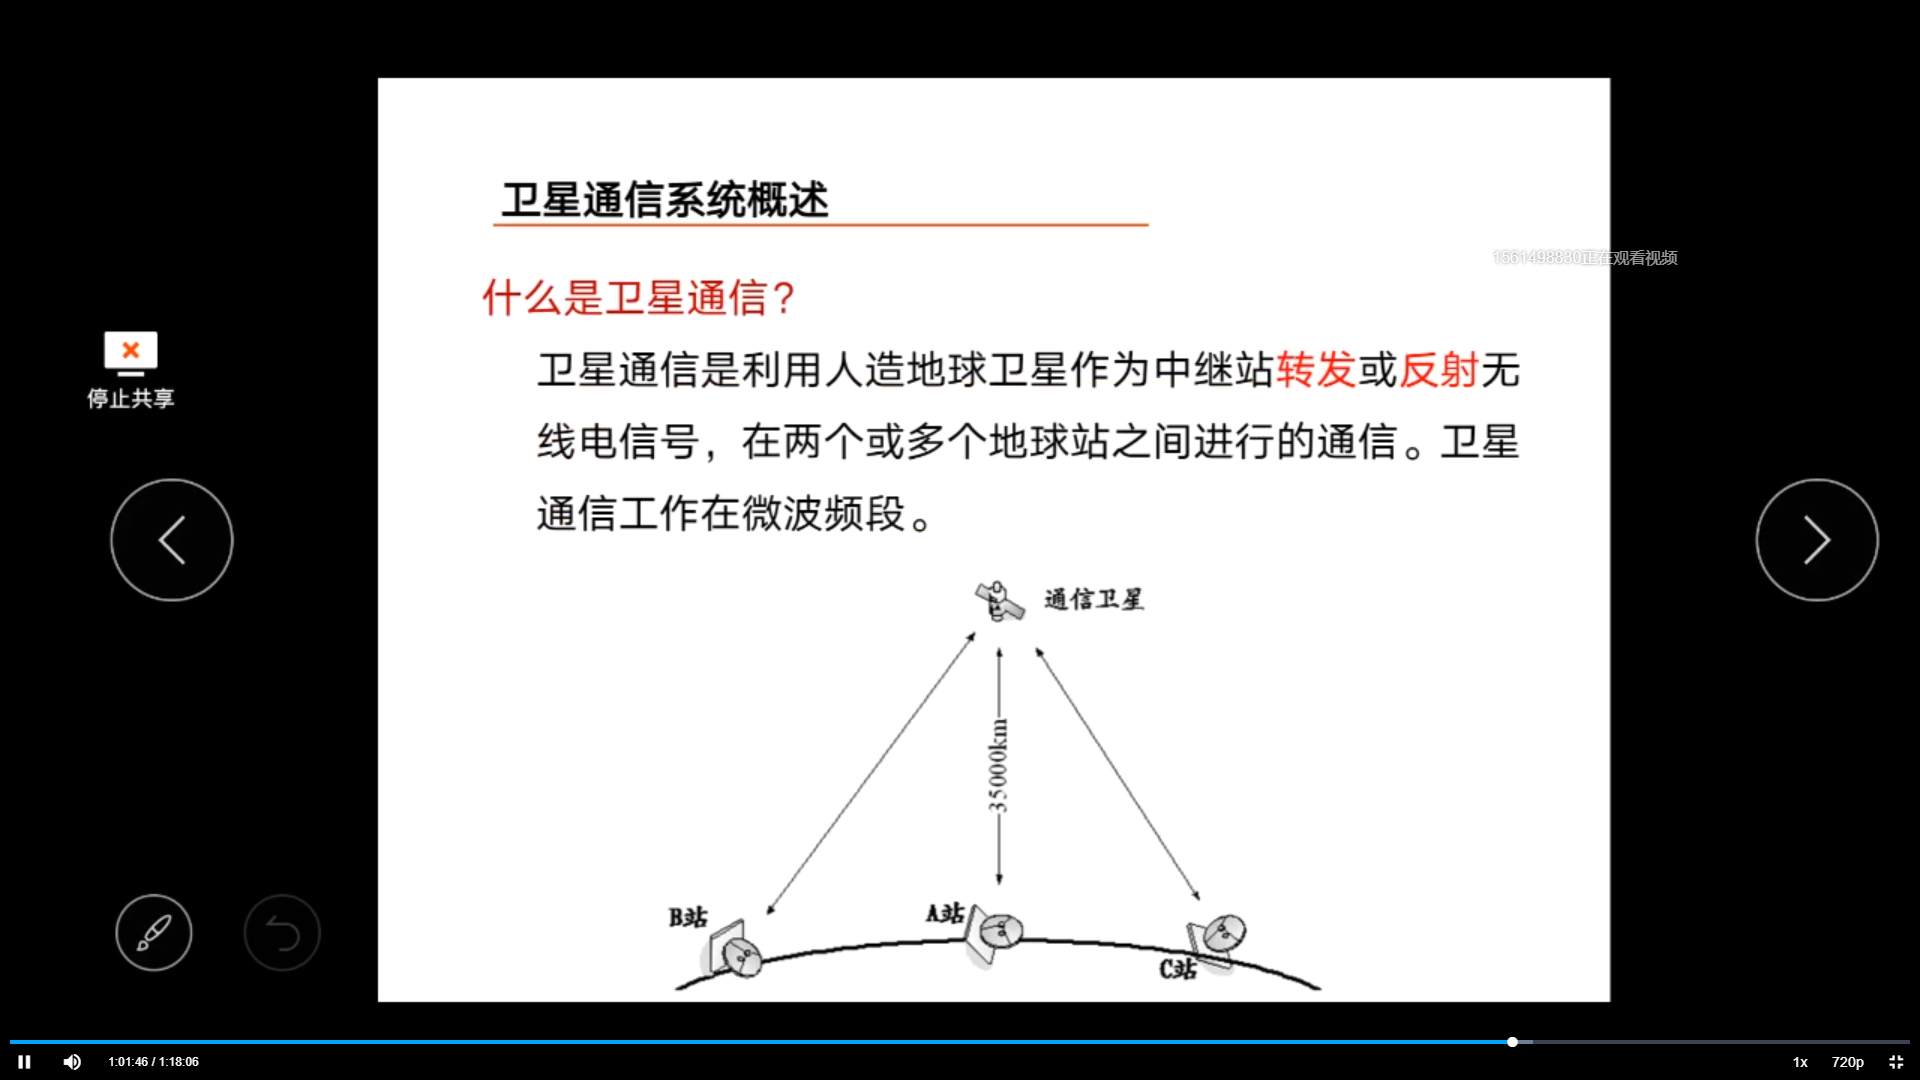 卫星通信系统概述
1561498830正在观看视频
什么是卫星通信？
停止共享
卫星通信是利用人造地球卫星作为中继站转发或反射无
线电信号，在两个或多个地球站之间进行的通信。卫星
通信工作在微波频段。
通信卫星
35000km
B站
A站
C站
1:01:46 / 1:18:06
1x
720p